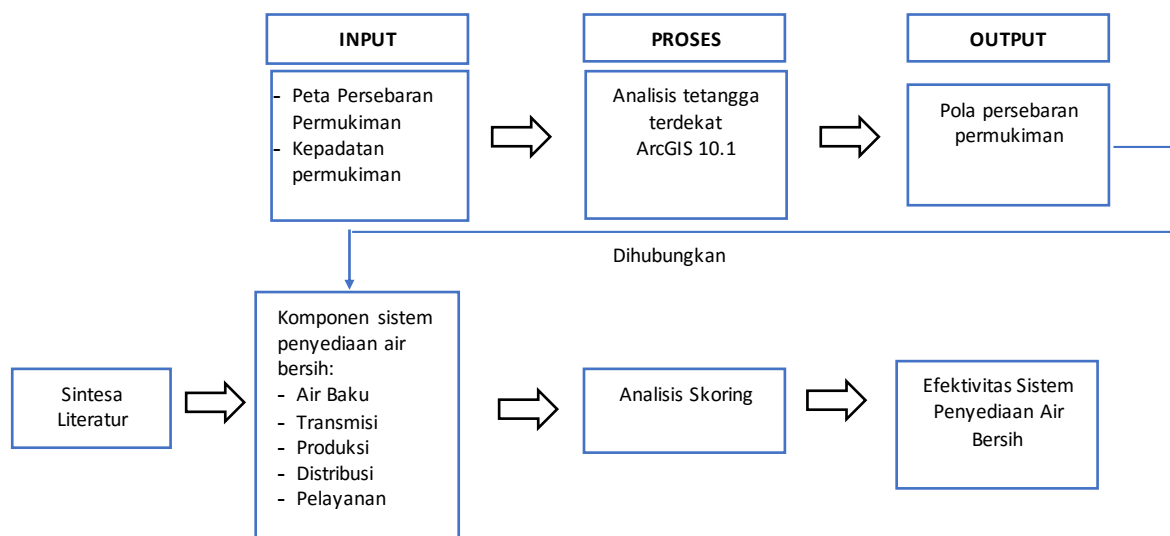 INPUT
PROSES
OUTPUT
- Peta Persebaran
Permukiman
- Kepadatan
permukiman
Analisis tetangga
terdekat
ArcGIS 10.1
Pola persebaran
permukiman
Dihubungkan
Sintesa
Literatur
Komponen sistem
penyediaan air
bersih:
- Air Baku
- Transmisi
- Produksi
- Distribusi
- Pelayanan
Analisis Skoring
Efektivitas Sistem
Penyediaan Air
Bersih